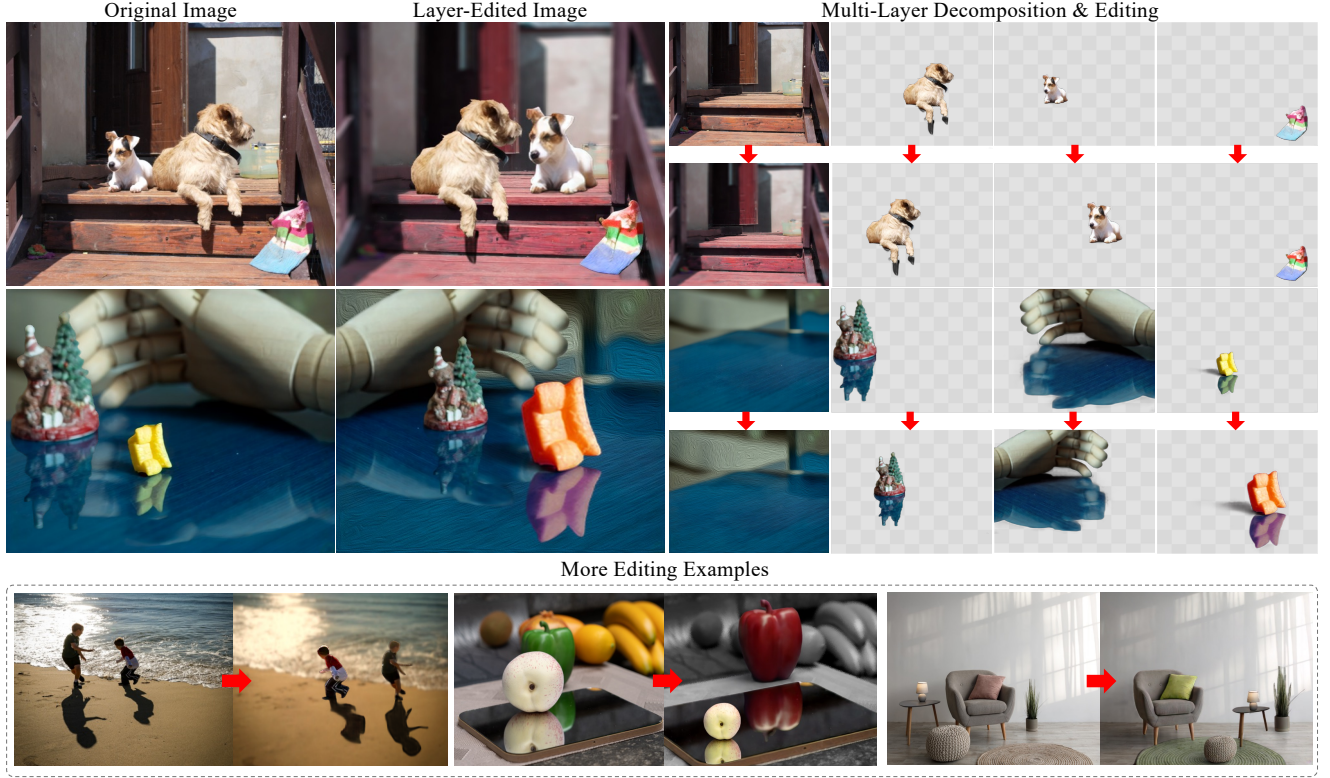 Original Image
Layer-Edited Image
Multi-Layer Decomposition & Editing
More Editing Examples